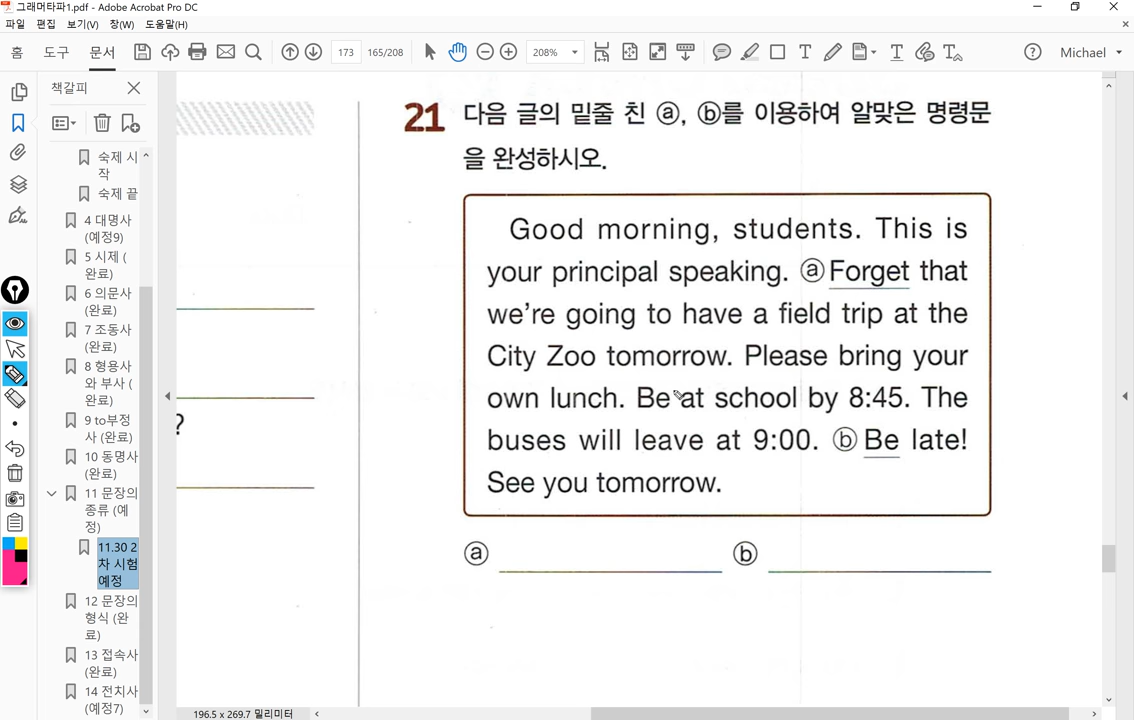 그래머타파1.pdf - Adobe Acrobat Pro DC
파일 편집 보기(V) 창(W) 도움말(H)
홈 도구 문서 173 165/208 208% Michael
책갈피
숙제 시
작
숙제 끝
4 대명사
(예정9)
5 시제 (
완료)
6 의문사
(완료)
7 조동사
(완료)
8 형용사
와 부사 (
완료)
9 to부정
사 (완료)
10 동명사
(완료)
11 문장의
종류 (예
정)
11.30 2
차 시험
예정
12 문장의
형식 (완
료)
13 접속사
(완료)
14 전치사
(예정7)
?
21 다음 글의 밑줄 친 ⓐ, ⓑ를 이용하여 알맞은 명령문
을 완성하시오.
Good morning, students. This is
your principal speaking. ⓐ Forget that
we're going to have a field trip at the
City Zoo tomorrow. Please bring your
own lunch. Be at school by 8:45. The
buses will leave at 9:00. ⓑ Be late!
See you tomorrow.
ⓐ ⓑ
196.5 x 269.7 밀리미터